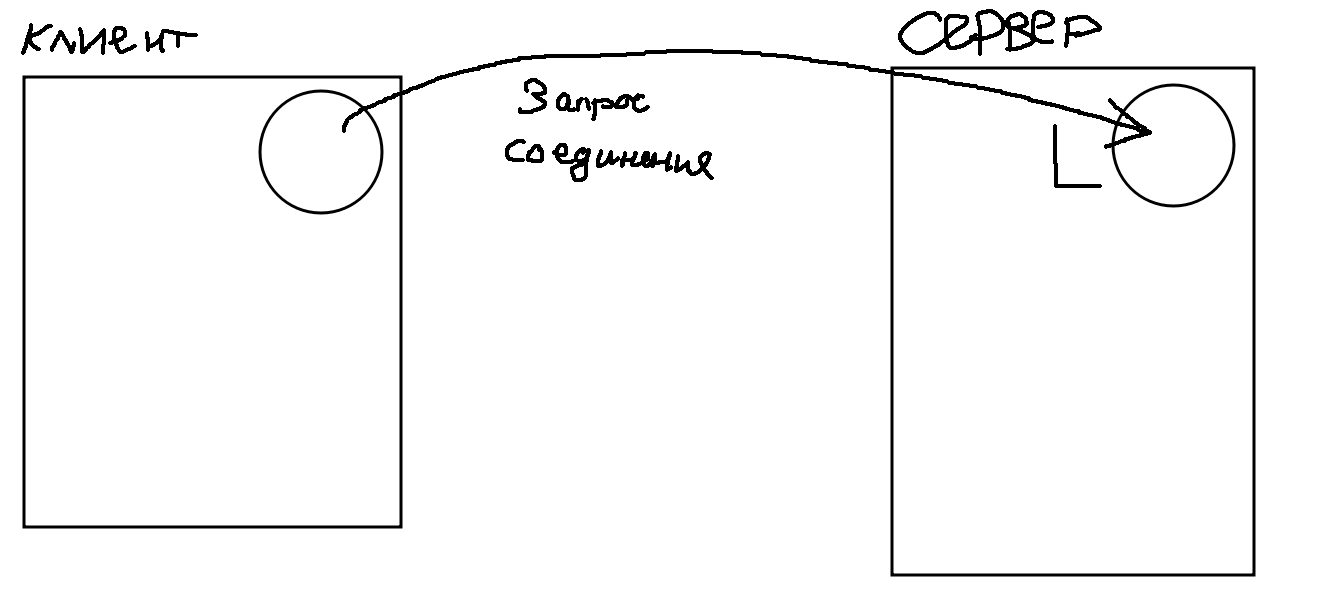 клиент
СЕРВЕР
Запрос
соединения
L